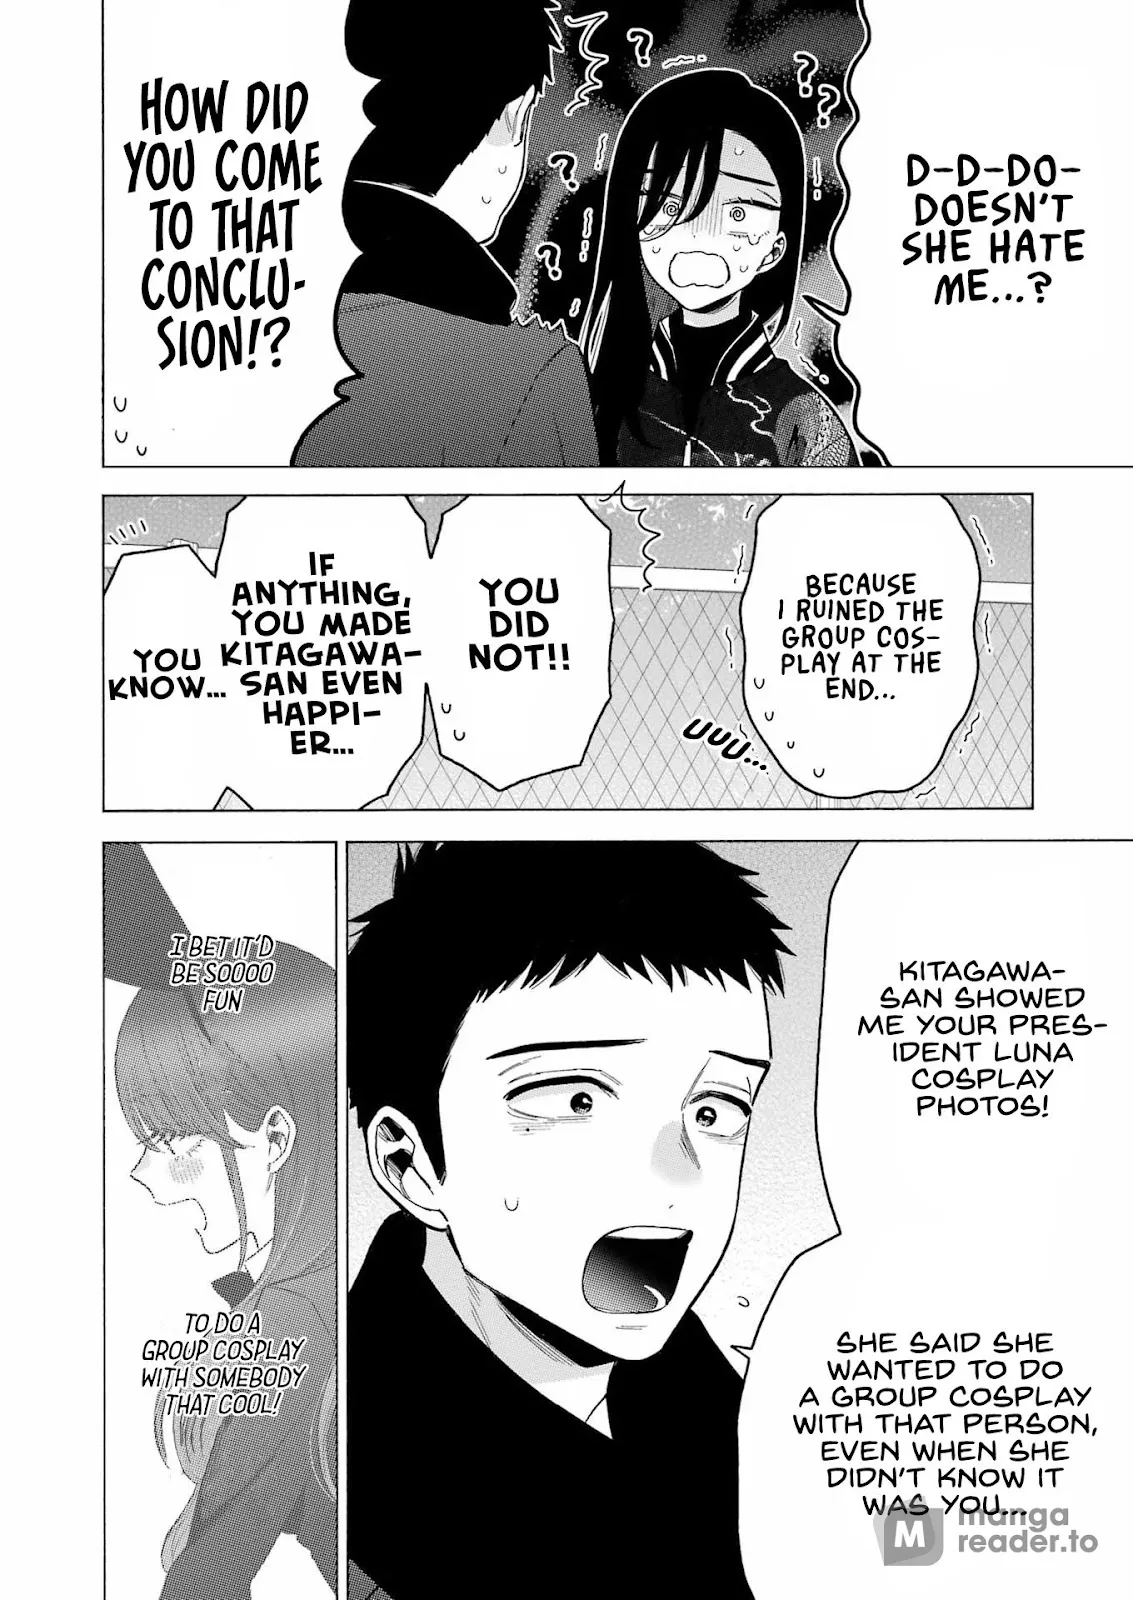 D-D-DO-
DOESN'T
SHE HATE
ME...?
HOW DID
YOU COME
TO THAT
CONCLU-
SION!?
?
?
?
?
?
?
BECAUSE
I RUINED THE
GROUP COS-
PLAY AT THE
END...
UUU...
YOU
DID
NOT!!
IF
ANYTHING,
YOU MADE
KITAGAWA-
SAN EVEN
HAPPI-
ER...
YOU
KNOW...
KITAGAWA-
SAN SHOWED
ME YOUR PRES-
IDENT LUNA
COSPLAY
PHOTOS!
SHE SAID SHE
WANTED TO DO
A GROUP COSPLAY
WITH THAT PERSON,
EVEN WHEN SHE
DIDN'T KNOW IT
WAS YOU...
I BET IT'D
BE SOOOO
FUN
TO DO A
GROUP COSPLAY
WITH SOMEBODY
THAT COOL!
M
manga
reader.to